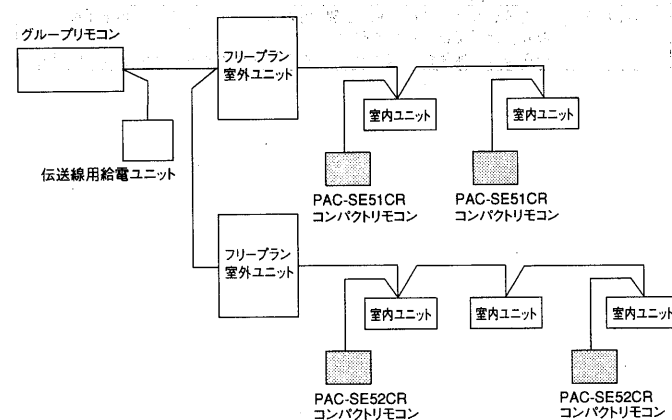 グループリモコン
伝送線用給電ユニット
フリープラン
室外ユニット
室内ユニット
室内ユニット
PAC-SE51CR
コンパクトリモコン
PAC-SE51CR
コンパクトリモコン
フリープラン
室外ユニット
室内ユニット
室内ユニット
室内ユニット
PAC-SE52CR
コンパクトリモコン
PAC-SE52CR
コンパクトリモコン